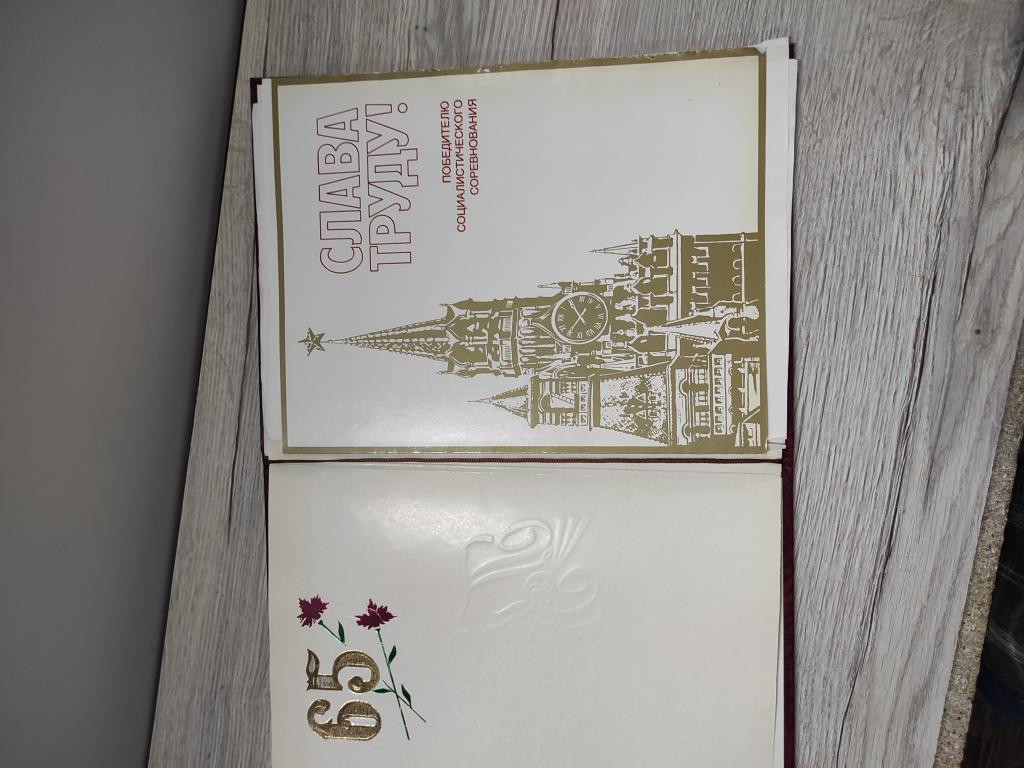 65
СЛАВА
ТРУДУ!
ПОБЕДИТЕЛЮ
СОЦИАЛИСТИЧЕСКОГО
СОРЕВНОВАНИЯ